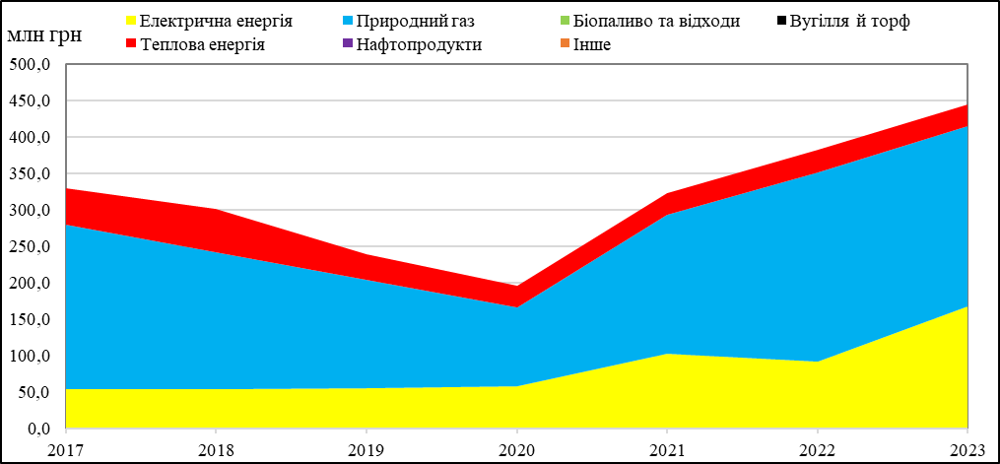 Електрична енергія Природний газ Біопаливо та відходи Вугілля й торф
млн грн
Теплова енергія Нафтопродукти Інше
500,0
450,0
400,0
350,0
300,0
250,0
200,0
150,0
100,0
50,0
0,0
2017 2018 2019 2020 2021 2022 2023